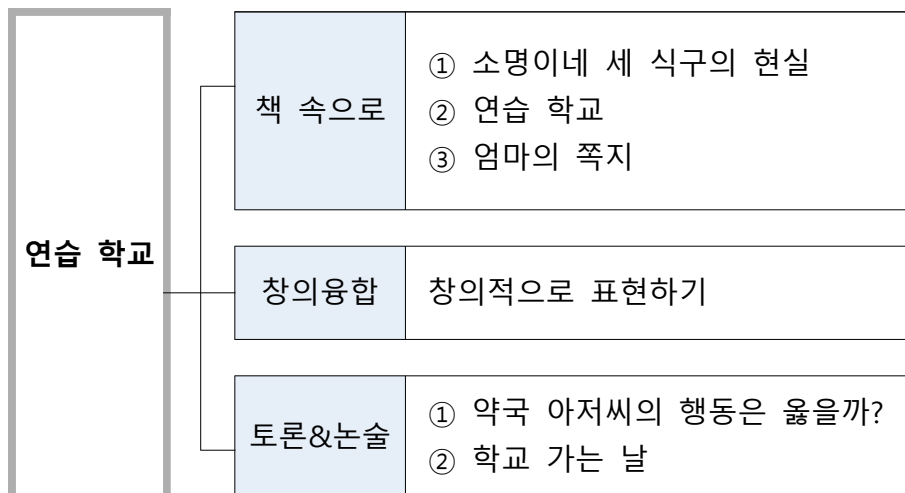 연습 학교
책 속으로
① 소명이네 세 식구의 현실
② 연습 학교
③ 엄마의 쪽지
창의융합
창의적으로 표현하기
토론&논술
① 약국 아저씨의 행동은 옳을까?
② 학교 가는 날